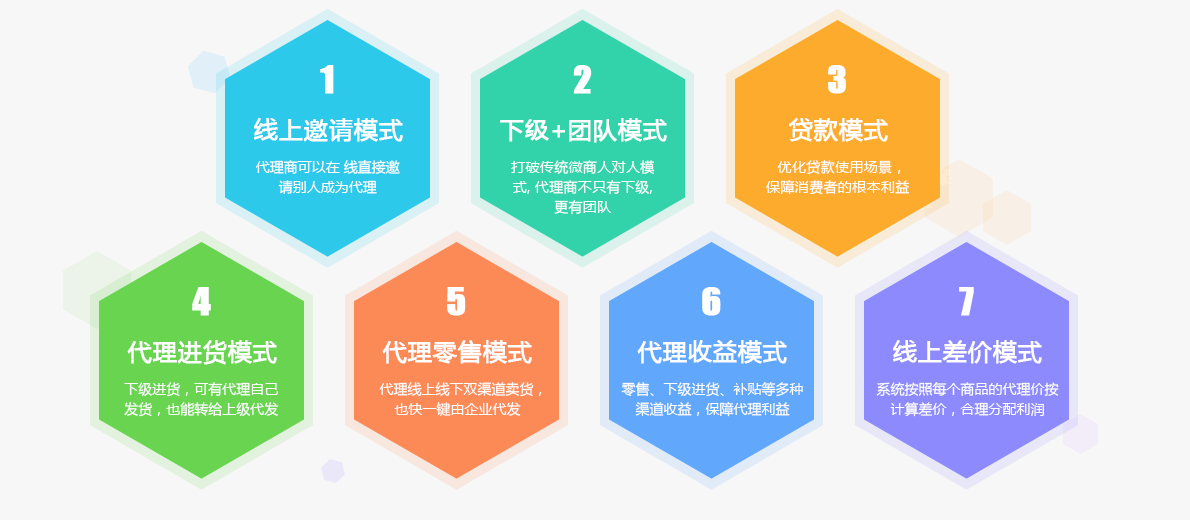 1
线上邀请模式
代理商可以在 线直接邀
请别人成为代理
2
下级+团队模式
打破传统微商人对人模
式, 代理商不只有下级,
更有团队
3
贷款模式
优化贷款使用场景，
保障消费者的根本利益
4
代理进货模式
下级进货，可有代理自己
发货，也能转给上级代发
5
代理零售模式
代理线上线下双渠道卖货，
也快一键由企业代发
6
代理收益模式
零售、下级进货、补贴等多种
渠道收益，保障代理利益
7
线上差价模式
系统按照每个商品的代理价按
计算差价，合理分配利润